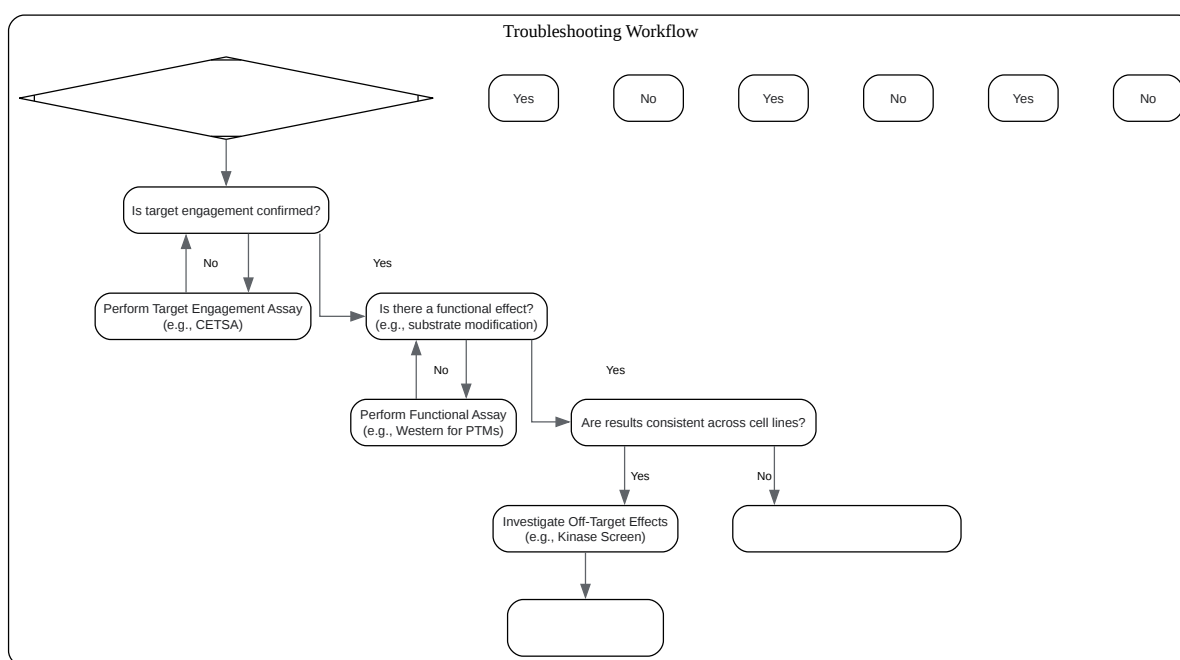 Troubleshooting Workflow
Yes
No
Yes
No
Yes
No
Is target engagement confirmed?
No
Yes
Perform Target Engagement Assay
(e.g., CETSA)
Is there a functional effect?
(e.g., substrate modification)
No
Yes
Perform Functional Assay
(e.g., Western for PTMs)
Are results consistent across cell lines?
Yes
No
Investigate Off-Target Effects
(e.g., Kinase Screen)